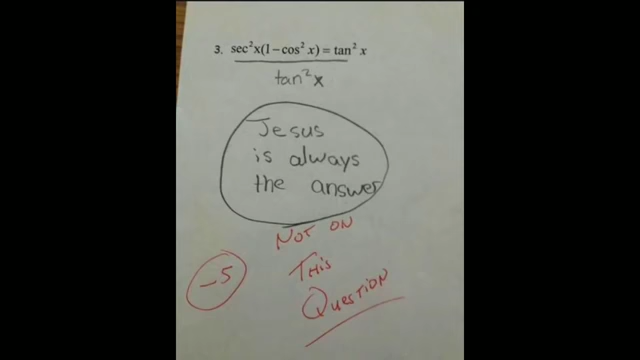 3. sec²x(1−cos² x) = tan² x
tan²x
Jesus
is always
the answer
NOT ON
THIS
QUESTION
-5